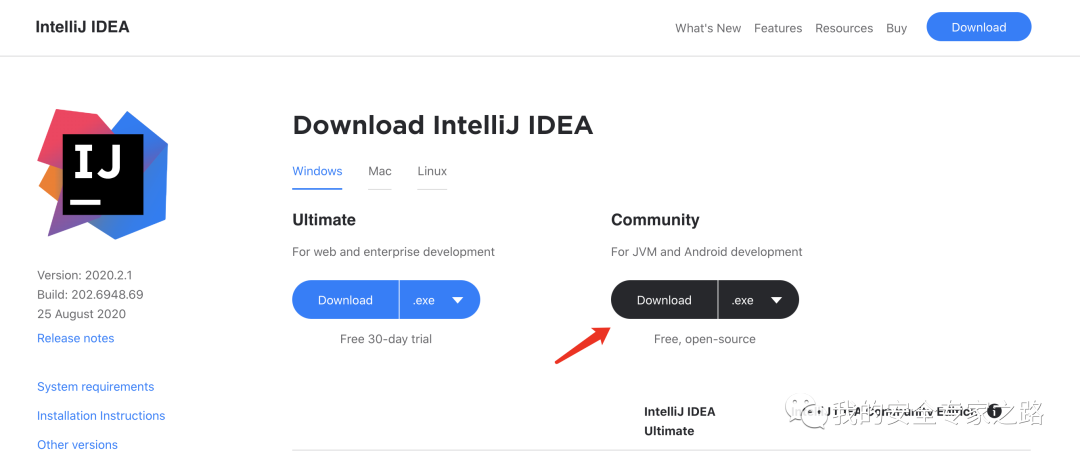 IntelliJ IDEA
What's New Features Resources Buy Download
IJ
Download IntelliJ IDEA
Windows Mac Linux
Ultimate
For web and enterprise development
Download .exe
Free 30-day trial
Community
For JVM and Android development
Download .exe
Free, open-source
Version: 2020.2.1
Build: 202.6948.69
25 August 2020
Release notes
System requirements
Installation Instructions
Other versions
IntelliJ IDEA
Ultimate
IntelliJ IDEA Community Edition
我的安全专家之路